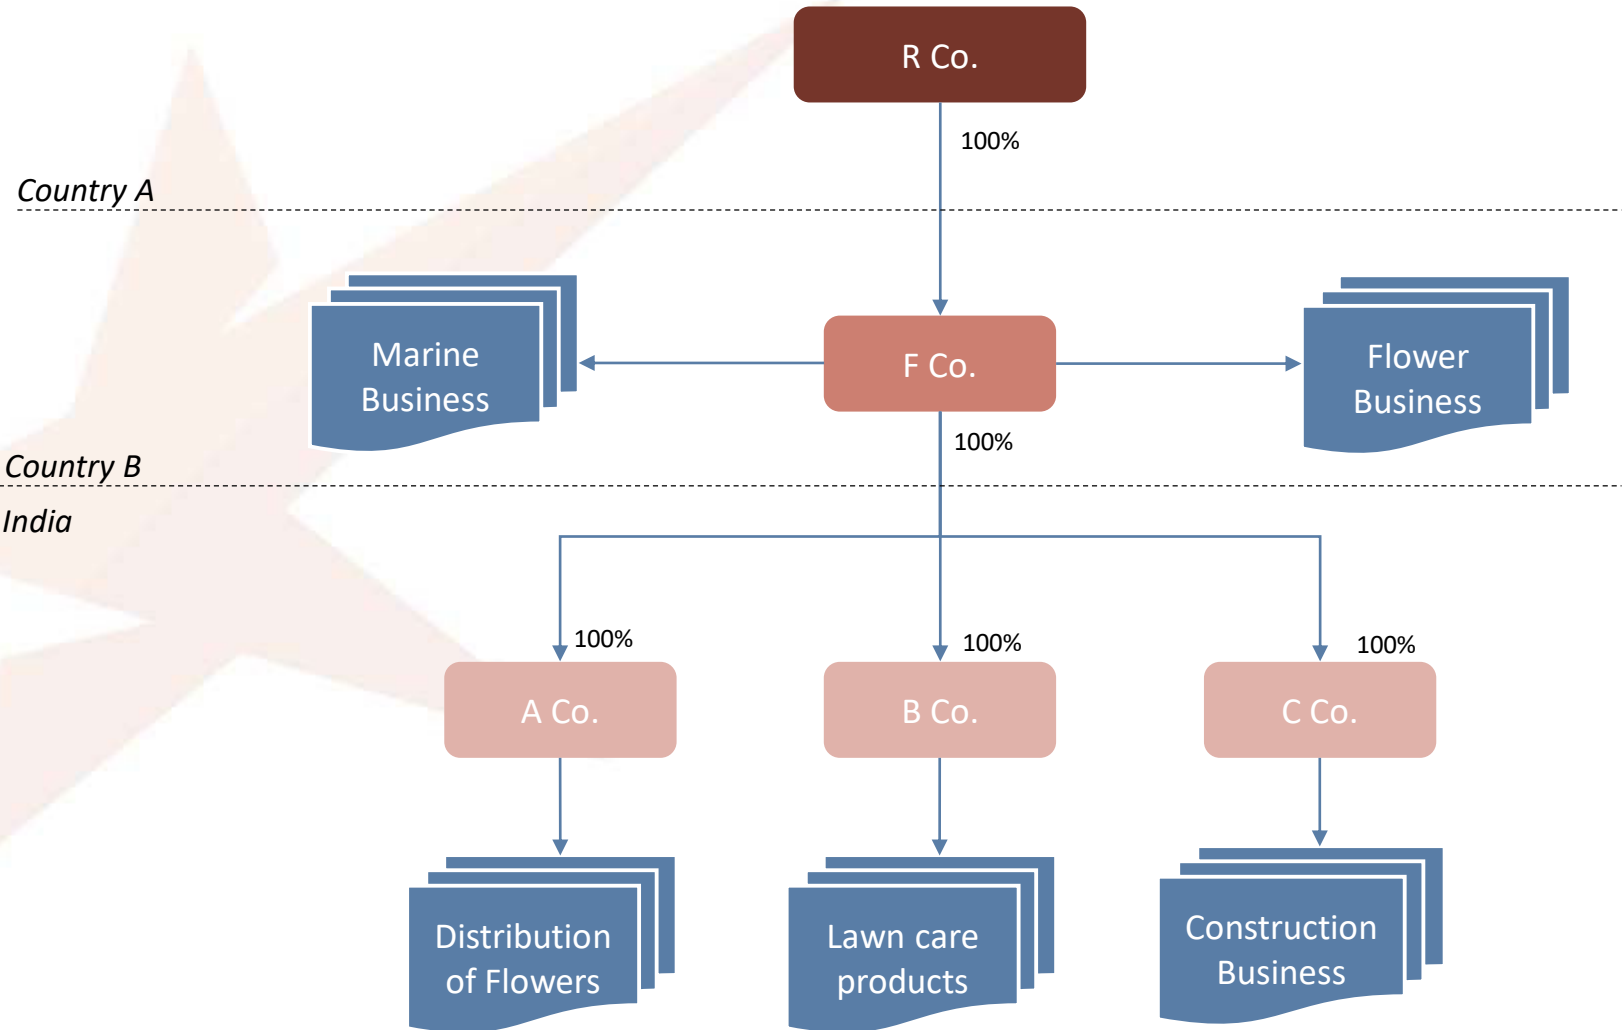 R Co.
100%
Country A
Marine
Business
F Co.
Flower
Business
100%
Country B
India
100%
100%
100%
A Co.
B Co.
C Co.
Distribution
of Flowers
Lawn care
products
Construction
Business